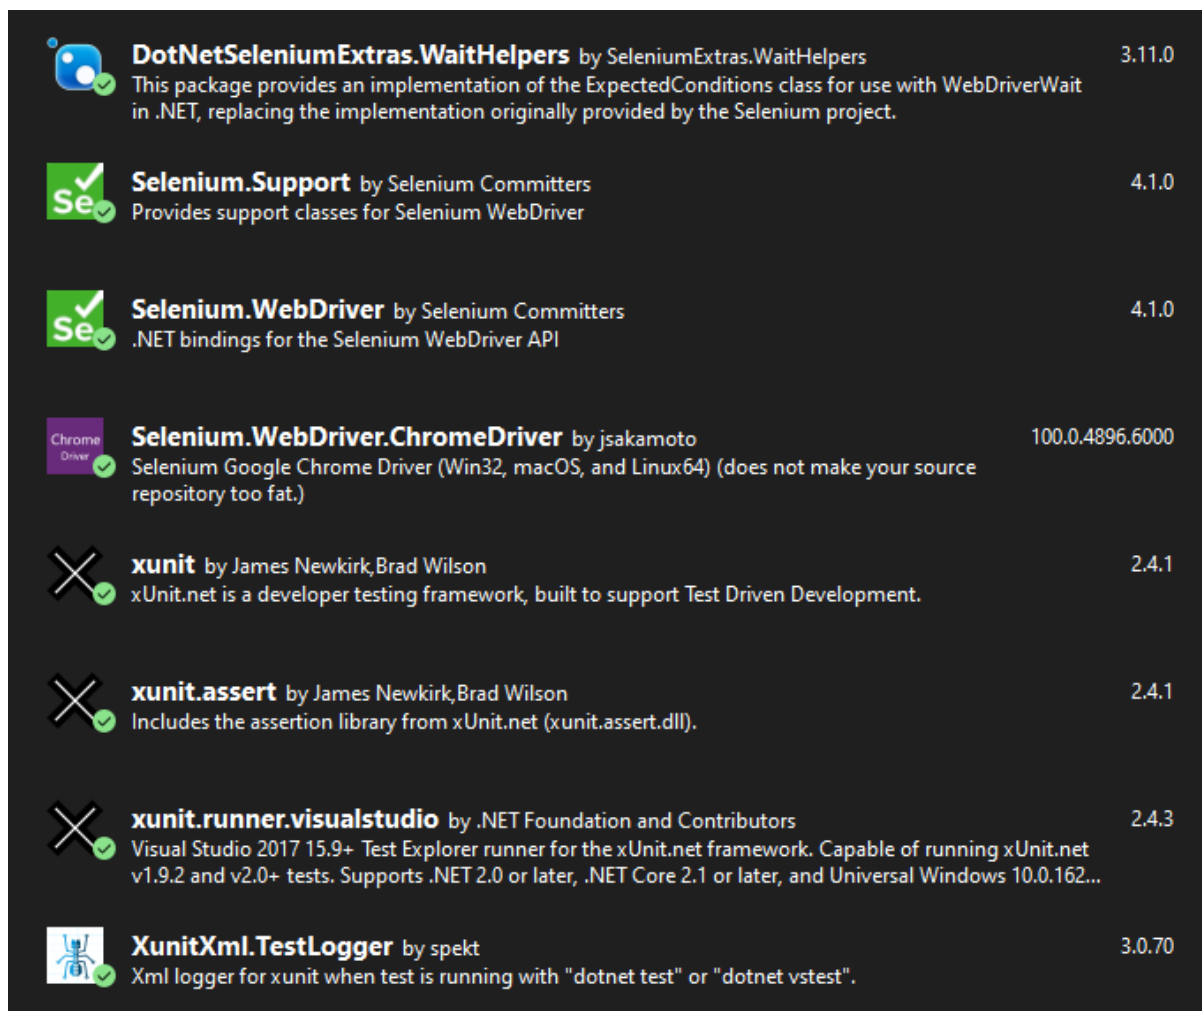 DotNetSeleniumExtras.WaitHelpers by SeleniumExtras.WaitHelpers 3.11.0
This package provides an implementation of the ExpectedConditions class for use with WebDriverWait
in .NET, replacing the implementation originally provided by the Selenium project.
Se
Selenium.Support by Selenium Committers 4.1.0
Provides support classes for Selenium WebDriver
Se
Selenium.WebDriver by Selenium Committers 4.1.0
.NET bindings for the Selenium WebDriver API
Chrome
Driver
Selenium.WebDriver.ChromeDriver by jsakamoto 100.0.4896.6000
Selenium Google Chrome Driver (Win32, macOS, and Linux64) (does not make your source
repository too fat.)
xunit by James Newkirk,Brad Wilson 2.4.1
xUnit.net is a developer testing framework, built to support Test Driven Development.
xunit.assert by James Newkirk,Brad Wilson 2.4.1
Includes the assertion library from xUnit.net (xunit.assert.dll).
xunit.runner.visualstudio by .NET Foundation and Contributors 2.4.3
Visual Studio 2017 15.9+ Test Explorer runner for the xUnit.net framework. Capable of running xUnit.net
v1.9.2 and v2.0+ tests. Supports .NET 2.0 or later, .NET Core 2.1 or later, and Universal Windows 10.0.162...
XunitXml.TestLogger by spekt 3.0.70
Xml logger for xunit when test is running with "dotnet test" or "dotnet vstest".